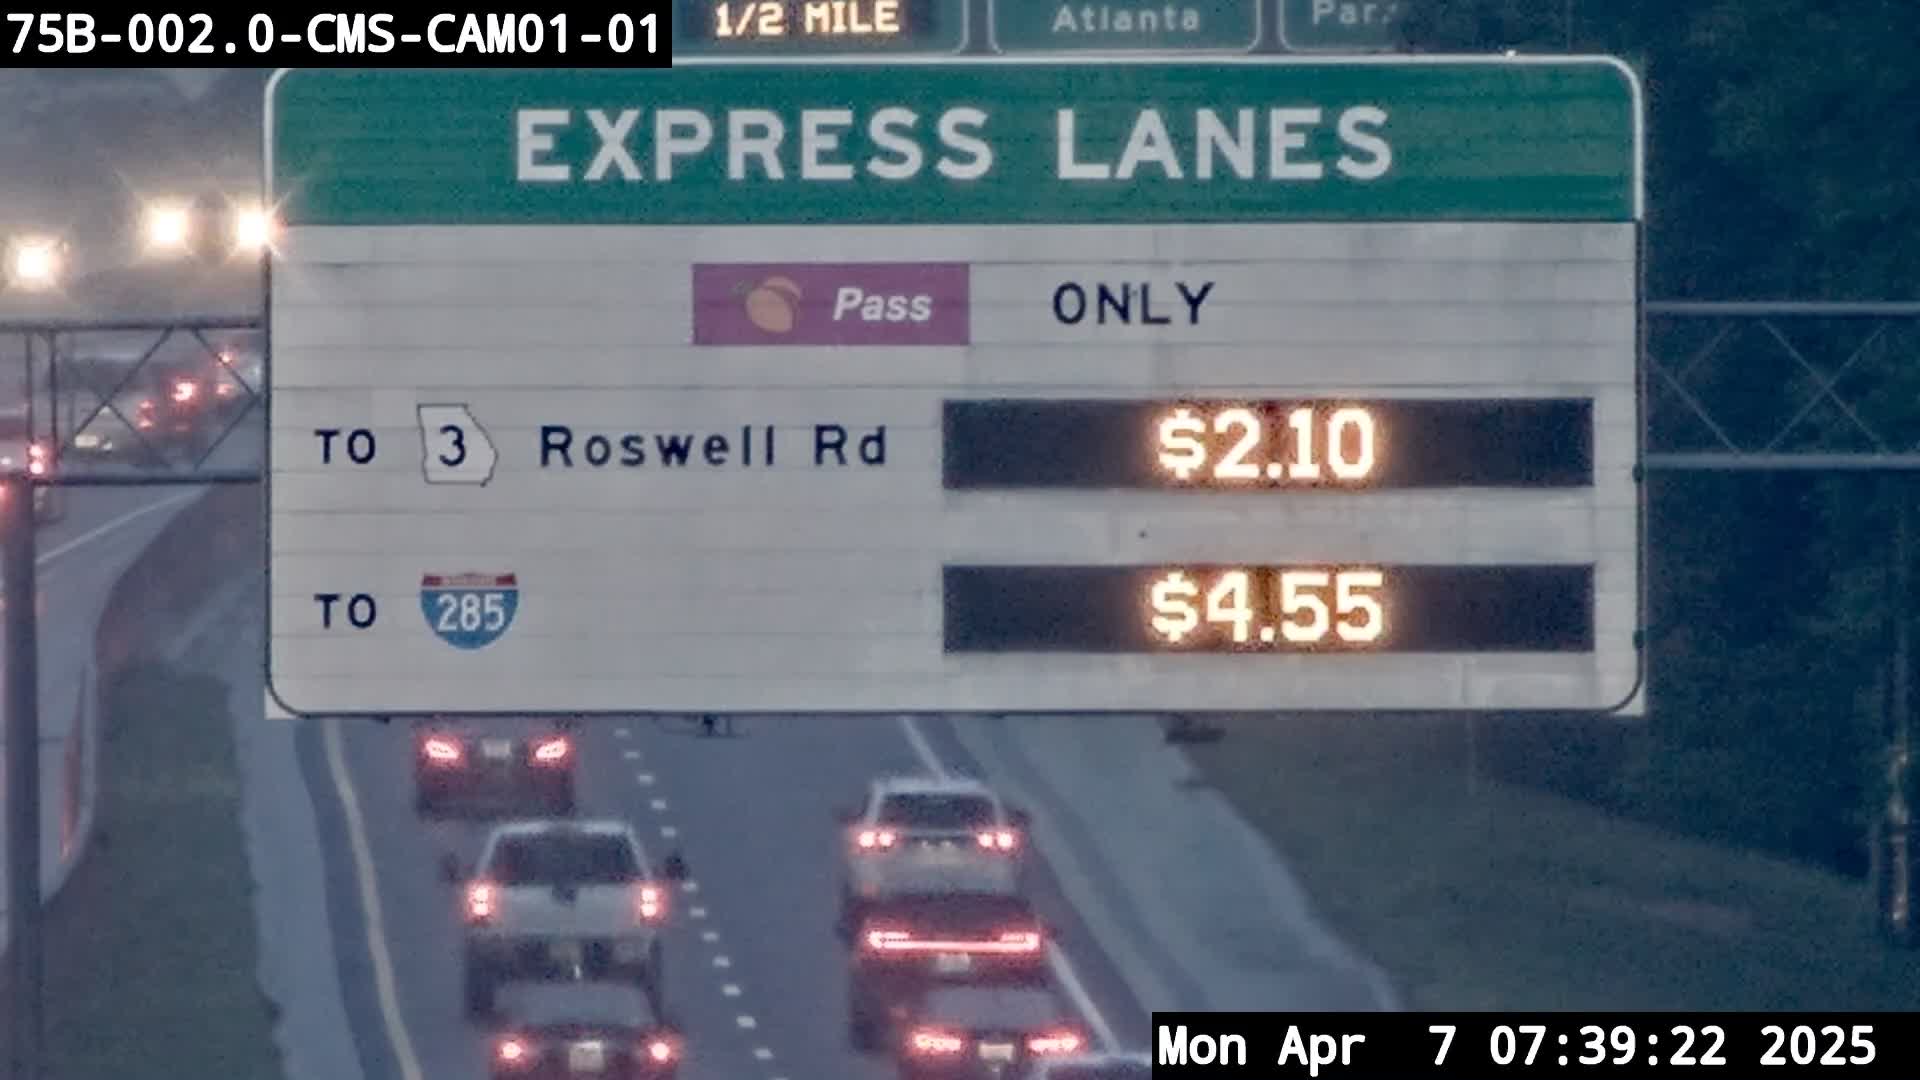 75B-002.0-CMS-CAM01-01
1/2 MILE
Atlanta
EXPRESS LANES
Pass ONLY
TO 3 Roswell Rd $2.10
TO 285 $4.55
Mon Apr 7 07:39:22 2025